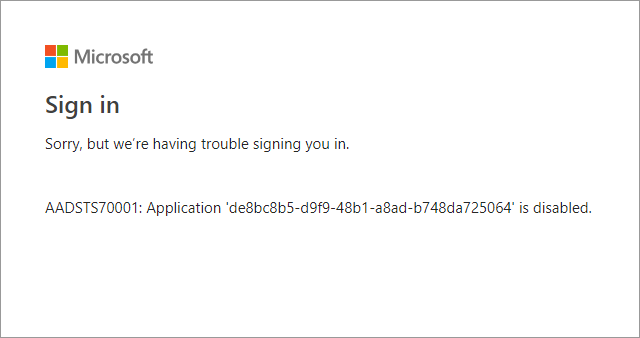 Microsoft
Sign in
Sorry, but we're having trouble signing you in.
AADSTS70001: Application 'de8bc8b5-d9f9-48b1-a8ad-b748da725064' is disabled.